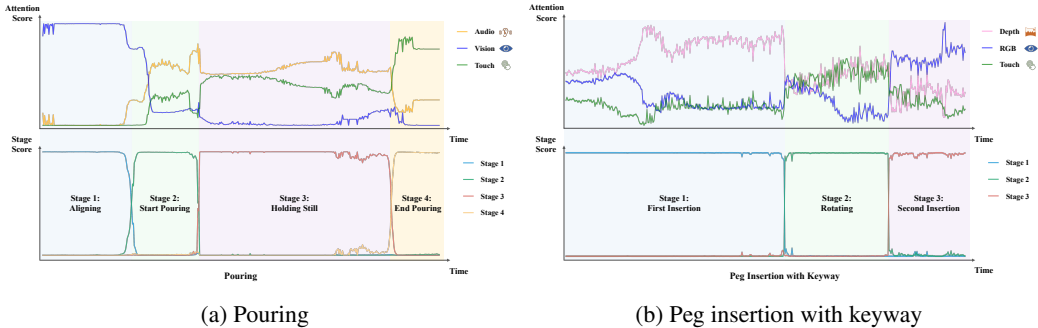 Attention
Score
Audio
Vision
Touch
Time
Stage
Score
Stage 1
Stage 2
Stage 3
Stage 4
Stage 1:
Aligning
Stage 2:
Start Pouring
Stage 3:
Holding Still
Stage 4:
End Pouring
Time
Pouring
(a) Pouring
Attention
Score
Depth
RGB
Touch
Time
Stage
Score
Stage 1
Stage 2
Stage 3
Stage 1:
First Insertion
Stage 2:
Rotating
Stage 3:
Second Insertion
Time
Peg Insertion with Keyway
(b) Peg insertion with keyway